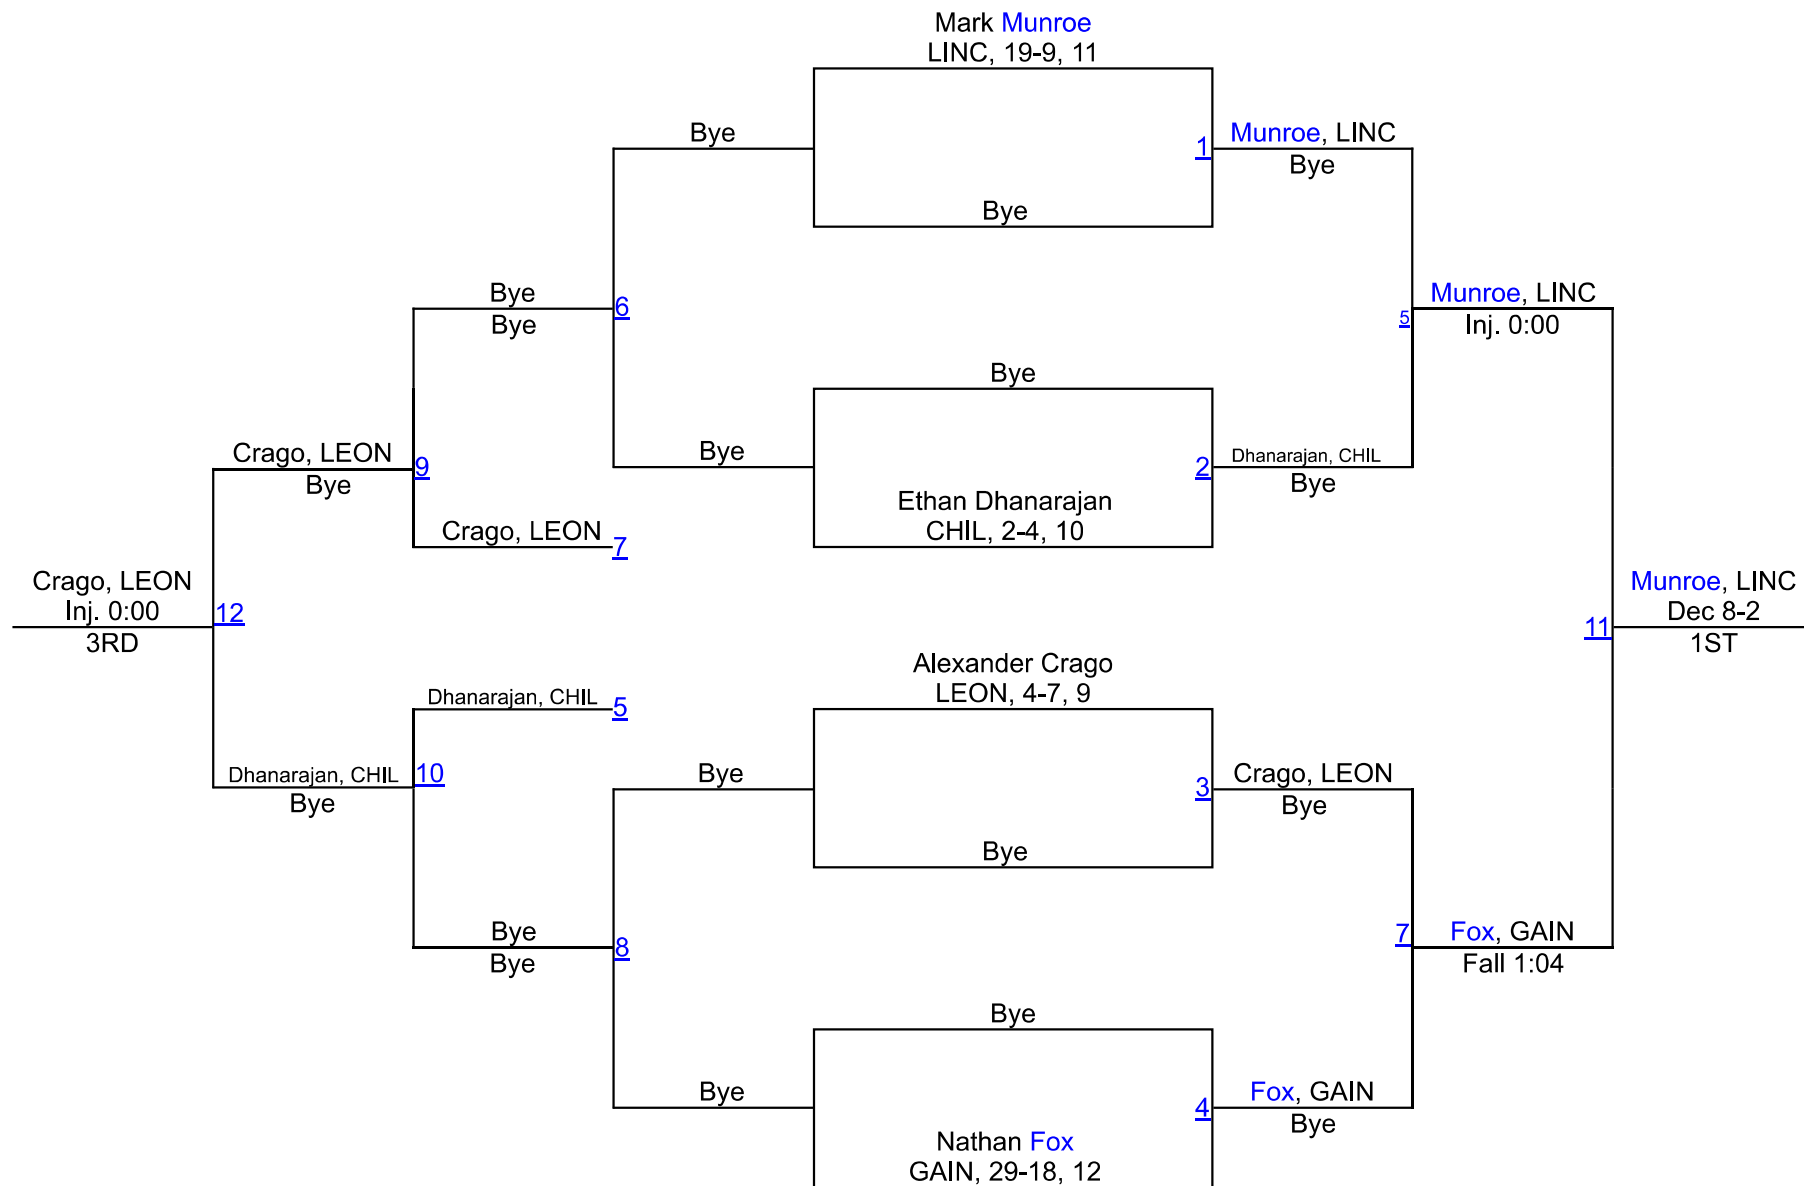 Mark Munroe
LINC, 19-9, 11
Bye
1
Munroe, LINC
Bye
Bye
Bye
Bye
6
5
Munroe, LINC
Inj. 0:00
Bye
Crago, LEON
Bye
9
Bye
2
Dhanarajan, CHIL
Bye
Ethan Dhanarajan
CHIL, 2-4, 10
Crago, LEON
7
Crago, LEON
Inj. 0:00
3RD
12
11
Munroe, LINC
Dec 8-2
1ST
Alexander Crago
LEON, 4-7, 9
Dhanarajan, CHIL
5
Dhanarajan, CHIL
Bye
10
Bye
3
Crago, LEON
Bye
Bye
Bye
Bye
8
7
Fox, GAIN
Fall 1:04
Bye
Bye
4
Fox, GAIN
Bye
Nathan Fox
GAIN, 29-18, 12